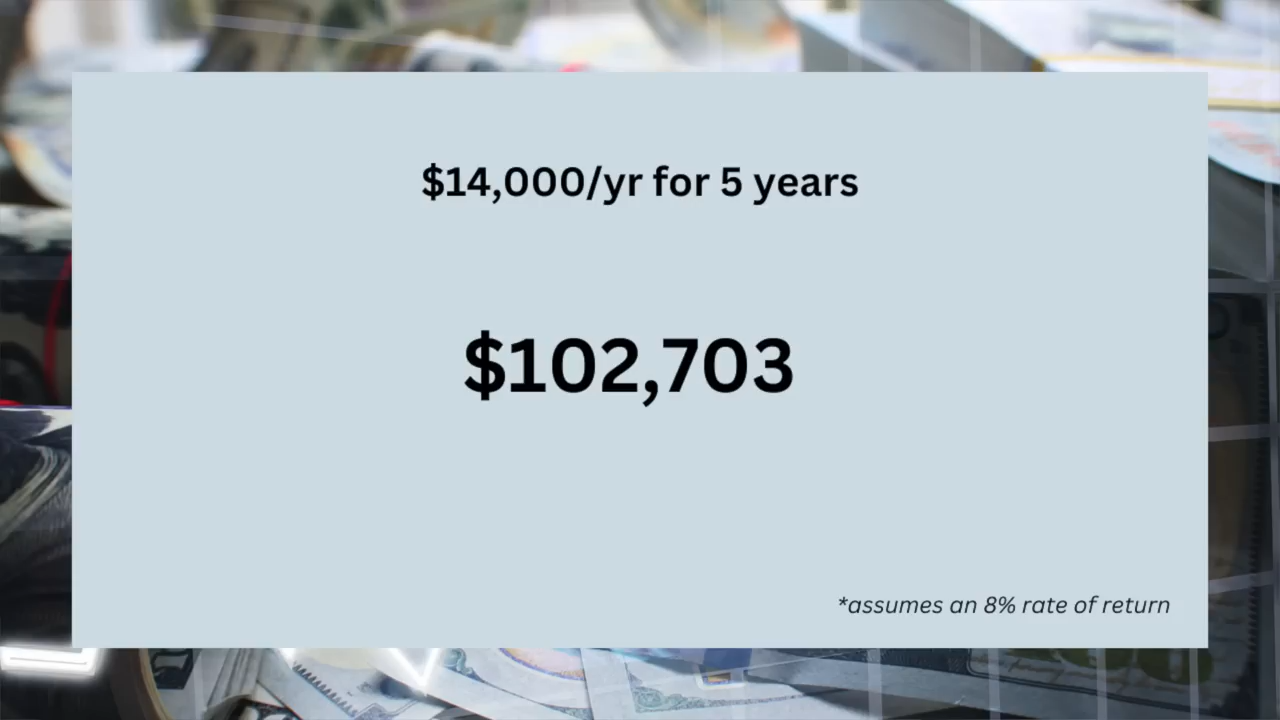 $14,000/yr for 5 years
$102,703
*assumes an 8% rate of return